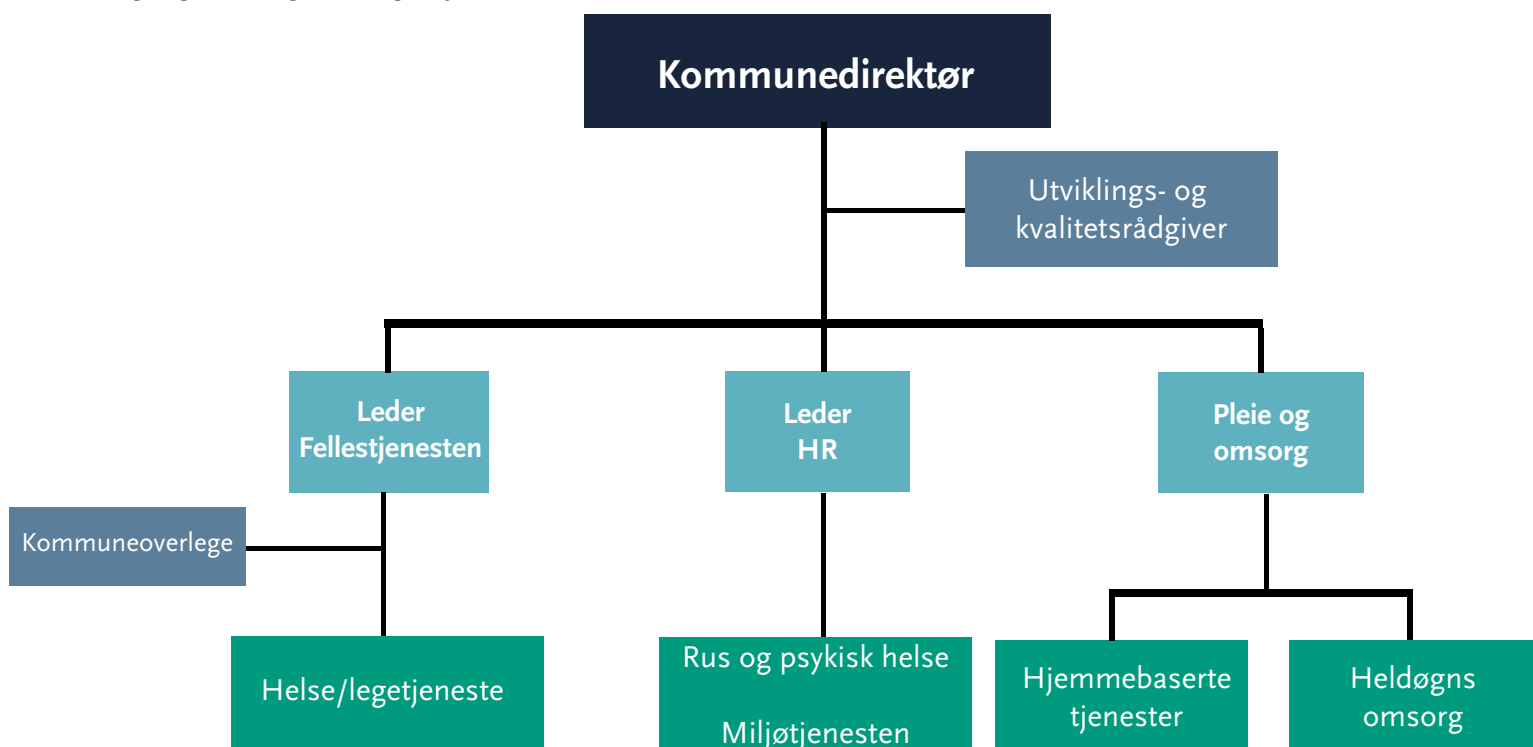 Kommunedirektør
Utviklings- og
kvalitetsrådgiver
Leder
Fellestjenesten
Leder
HR
Pleie og
omsorg
Kommuneoverlege
Helse/legetjeneste
Rus og psykisk helse
Miljøtjenesten
Hjemmebaserte
tjenester
Heldøgns
omsorg